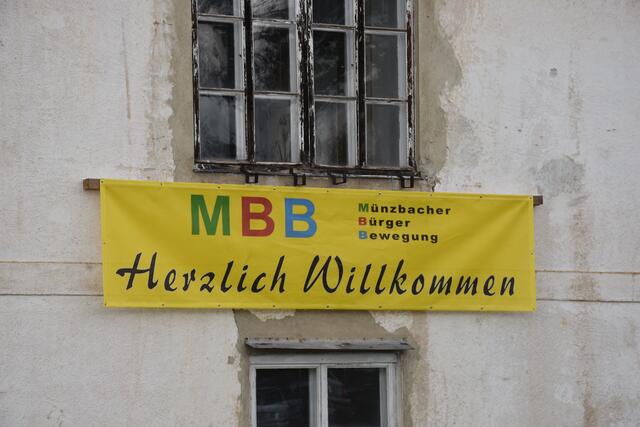 MBB
Münzbacher
Bürger
Bewegung
Herzlich Willkommen